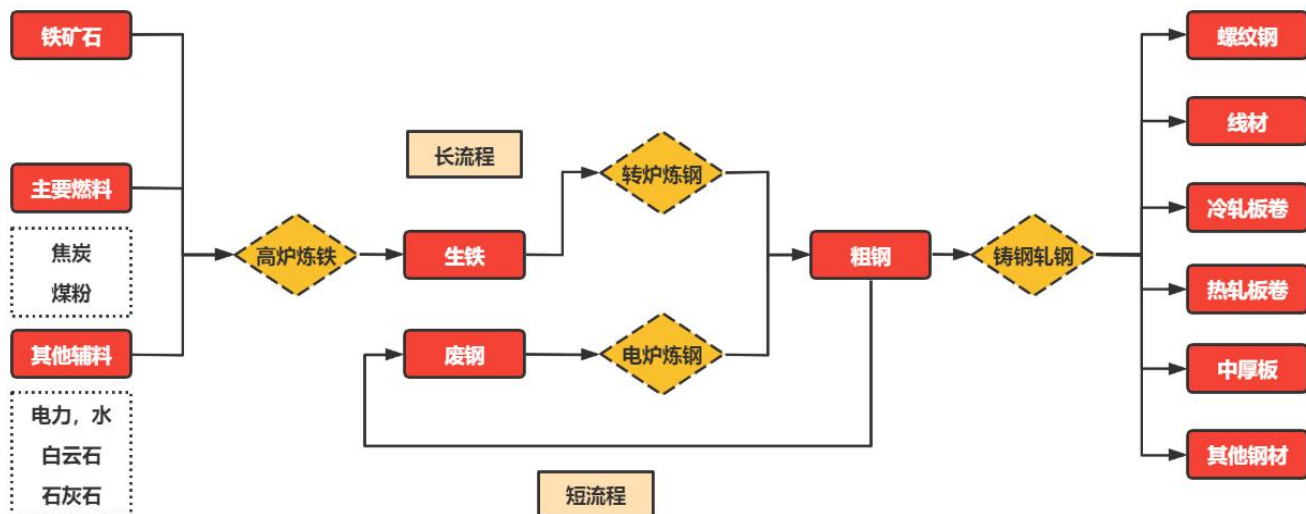 铁矿石
主要燃料
焦炭
煤粉
其他辅料
电力，水
白云石
石灰石
高炉炼铁
长流程
生铁
废钢
转炉炼钢
电炉炼钢
短流程
粗钢
铸钢轧钢
螺纹钢
线材
冷轧板卷
热轧板卷
中厚板
其他钢材